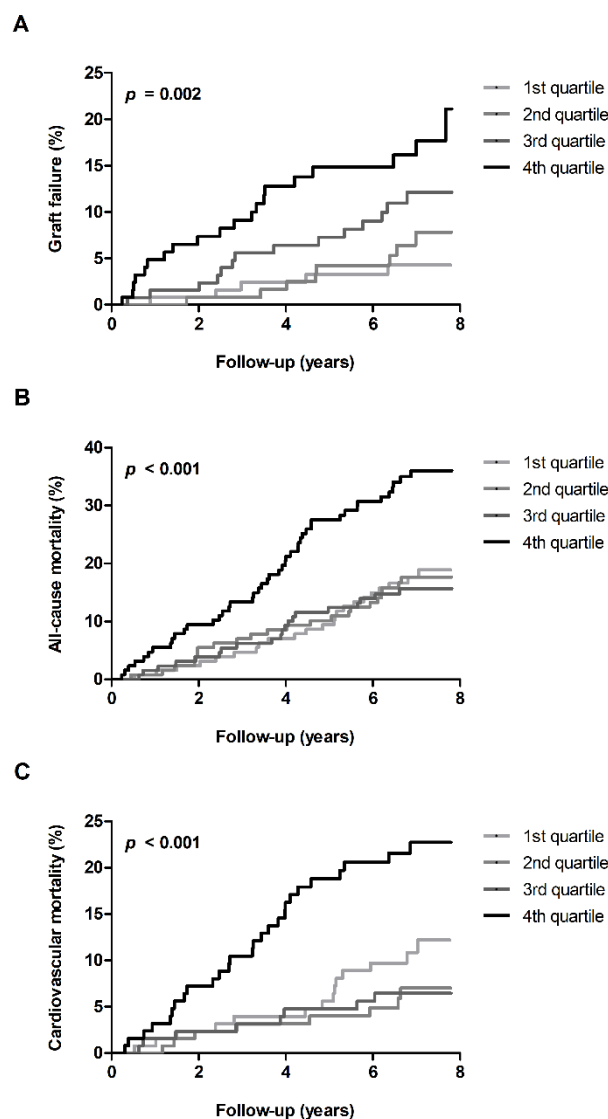 A
p = 0.002
1st quartile
2nd quartile
3rd quartile
4th quartile
Graft failure (%)
25
20
15
10
5
0
0 2 4 6 8
Follow-up (years)
B
p < 0.001
1st quartile
2nd quartile
3rd quartile
4th quartile
All-cause mortality (%)
40
30
20
10
0
0 2 4 6 8
Follow-up (years)
C
p < 0.001
1st quartile
2nd quartile
3rd quartile
4th quartile
Cardiovascular mortality (%)
25
20
15
10
5
0
0 2 4 6 8
Follow-up (years)